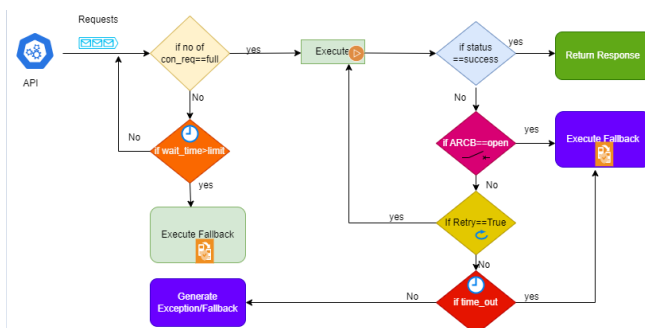 Requests
API
if no of
con_req==full
yes
Execute
if status
==success
yes
Return Response
No
No
No
if wait_time>limit
if ARCB==open
yes
Execute Fallback
yes
No
Execute Fallback
yes
If Retry==True
No
Generate
Exception/Fallback
No
if time_out
yes